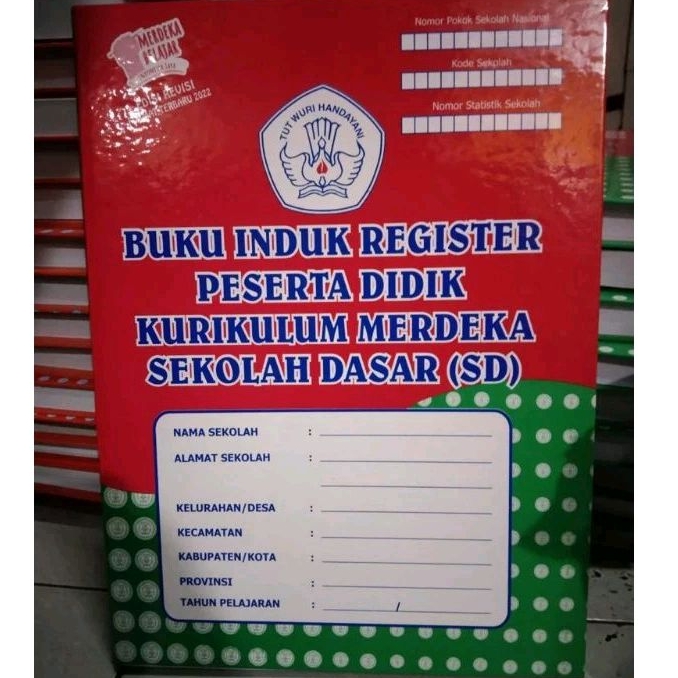 MERDEKA
BELAJAR
REVISI
TERBARU 2022
Nomor Pokok Sekolah Nasional
Kode Sekolah
Nomor Statistik Sekolah
TUT WURI HANDAYANI
BUKU INDUK REGISTER
PESERTA DIDIK
KURIKULUM MERDEKA
SEKOLAH DASAR (SD)
NAMA SEKOLAH :
ALAMAT SEKOLAH :
KELURAHAN/DESA :
KECAMATAN :
KABUPATEN/KOTA :
PROVINSI :
TAHUN PELAJARAN : /